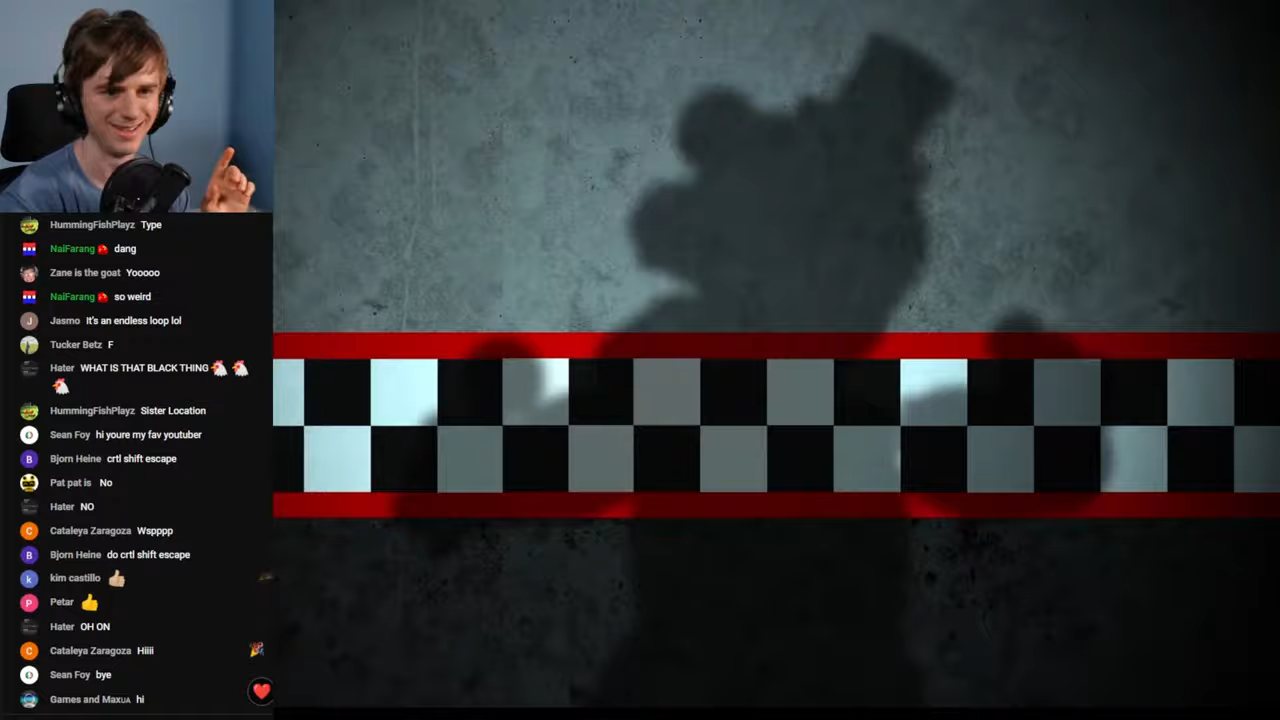 HummingFishPlayz Type
NaiFarang dang
Zane is the goat Yooooo
NaiFarang so weird
J Jasmo It's an endless loop lol
Tucker Betz F
Hater WHAT IS THAT BLACK THING 🐔 🐔
🐔
HummingFishPlayz Sister Location
Sean Foy hi youre my fav youtuber
B Bjorn Heine crtl shift escape
Pat pat is No
Hater NO
C Cataleya Zaragoza Wspppp
B Bjorn Heine do crtl shift escape
k kim castillo 👍🏼
P Petar 👍
Hater OH ON
C Cataleya Zaragoza Hiiii
Sean Foy bye
Games and MaxUA hi